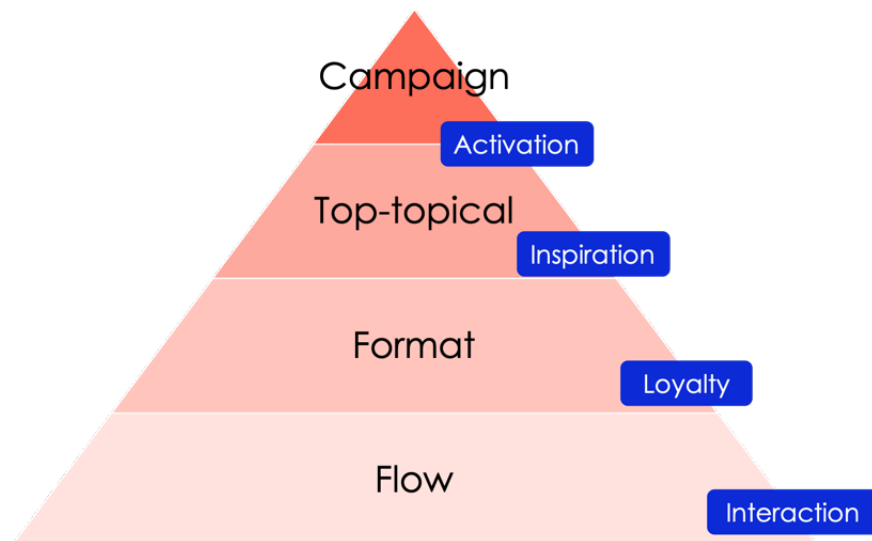 Campaign
Activation
Top-topical
Inspiration
Format
Loyalty
Flow
Interaction